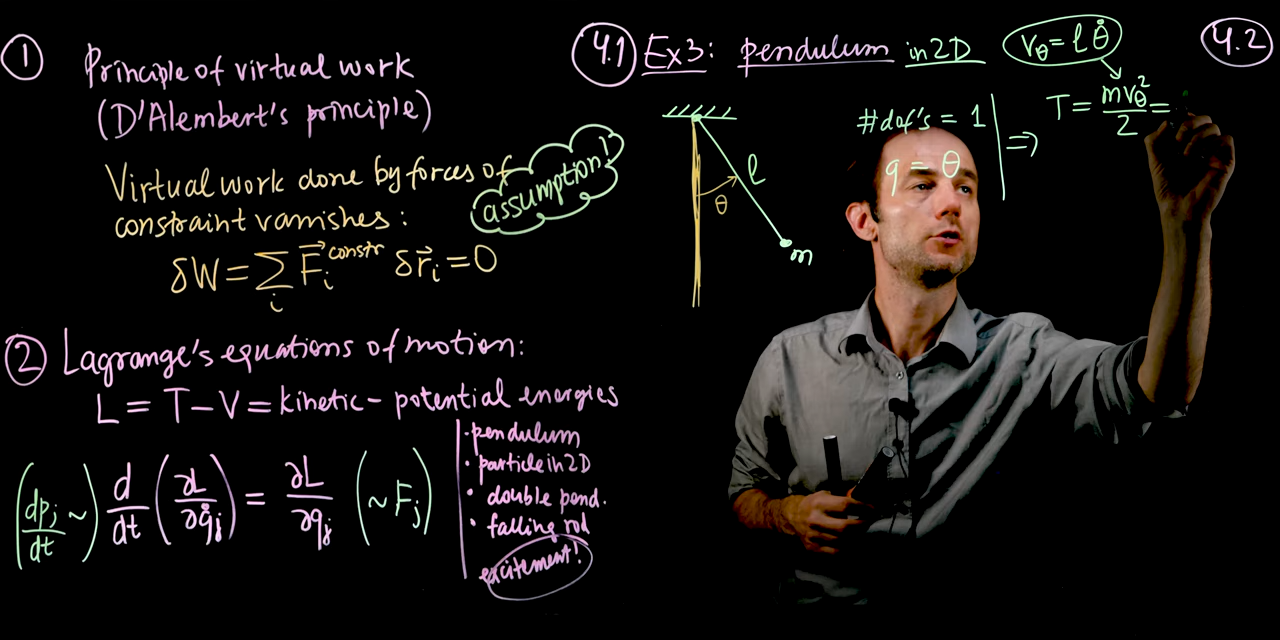 ① Principle of virtual work
(D'Alembert's principle)
Virtual work done by forces of
constraint vanishes:
assumption!
δW = ∑ᵢ F⃗ᵢ^constr δr⃗ᵢ = 0
② Lagrange's equations of motion:
L = T − V = kinetic − potential energies
(dpⱼ/dt ~) d/dt (∂L/∂q̇ⱼ) = ∂L/∂qⱼ (~ Fⱼ)
· pendulum
· particle in 2D
· double pend.
· falling rod
excitement!
4.1 Ex3: pendulum in 2D
v_θ = l θ̇
4.2
#dof's = 1
q = θ
⇒ T = mv_θ²/2 =
l
θ
m